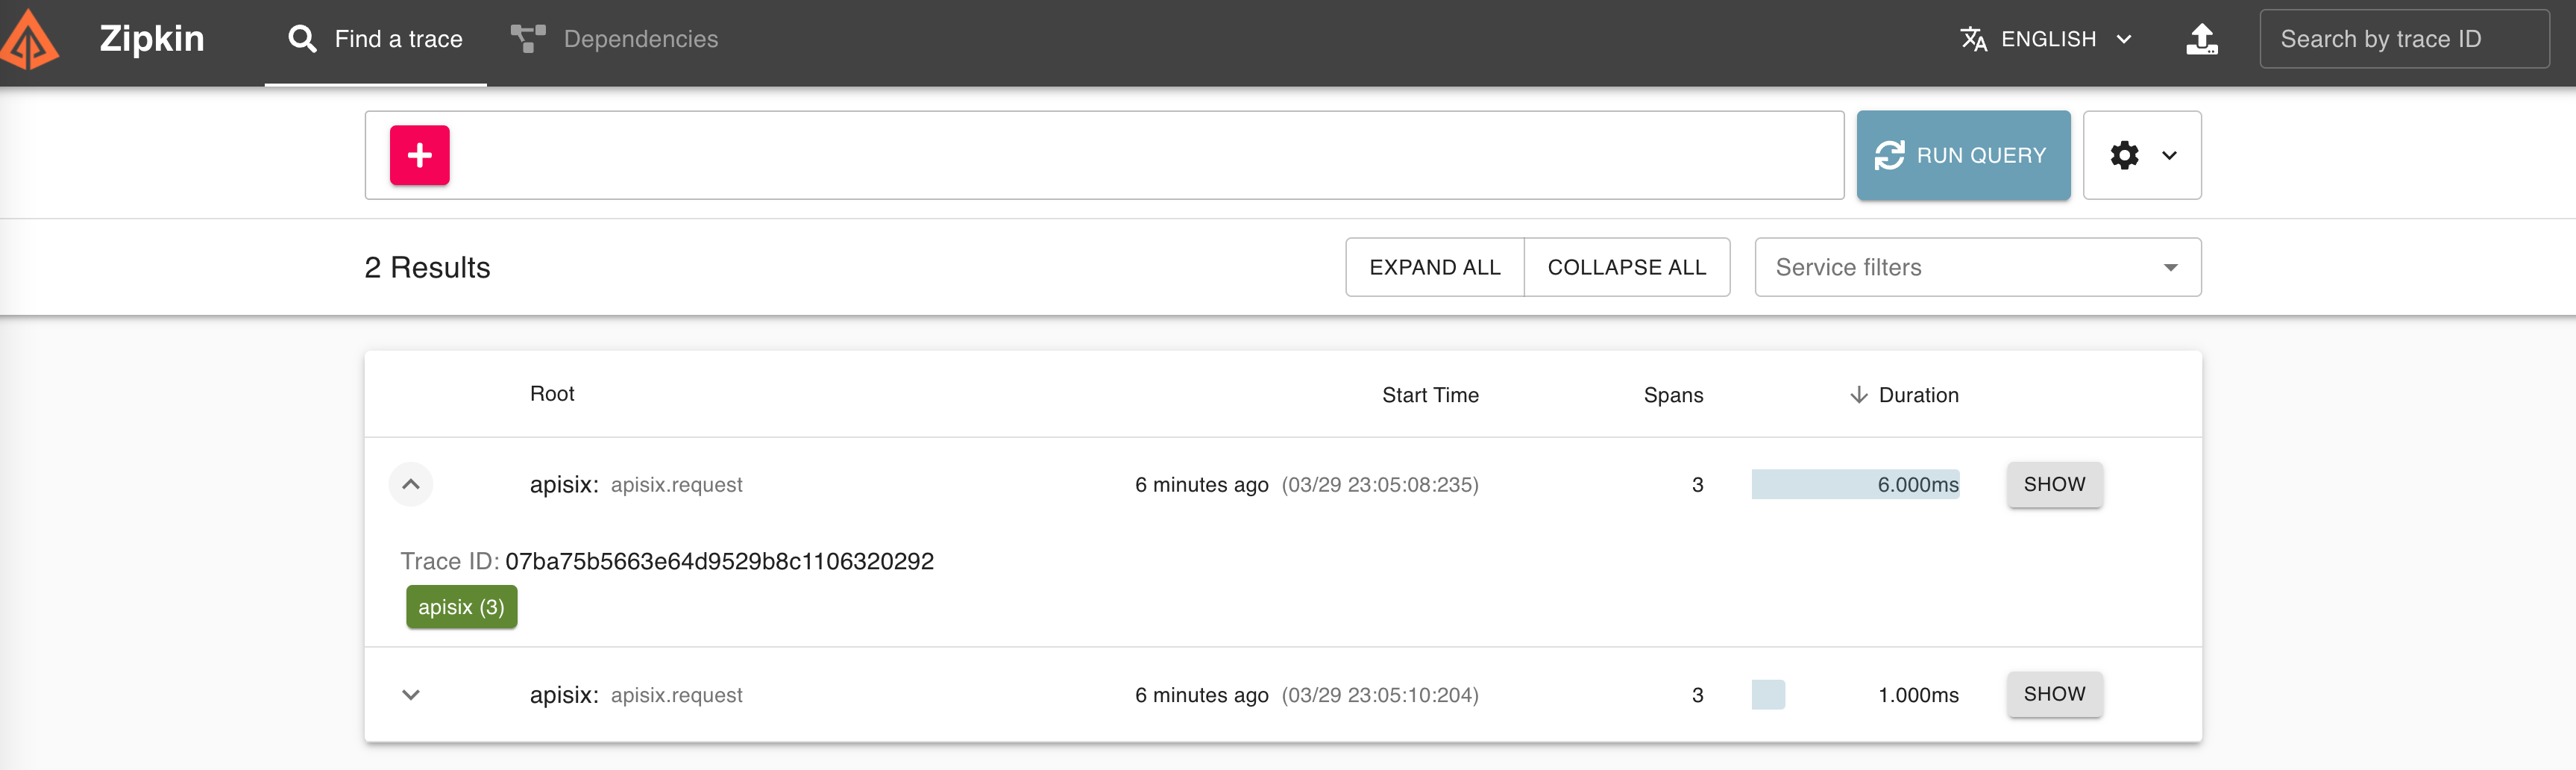 Zipkin Find a trace Dependencies ENGLISH Search by trace ID
RUN QUERY
2 Results EXPAND ALL COLLAPSE ALL Service filters
Root Start Time Spans Duration
apisix: apisix.request 6 minutes ago (03/29 23:05:08:235) 3 6.000ms SHOW
Trace ID: 07ba75b5663e64d9529b8c1106320292
apisix (3)
apisix: apisix.request 6 minutes ago (03/29 23:05:10:204) 3 1.000ms SHOW